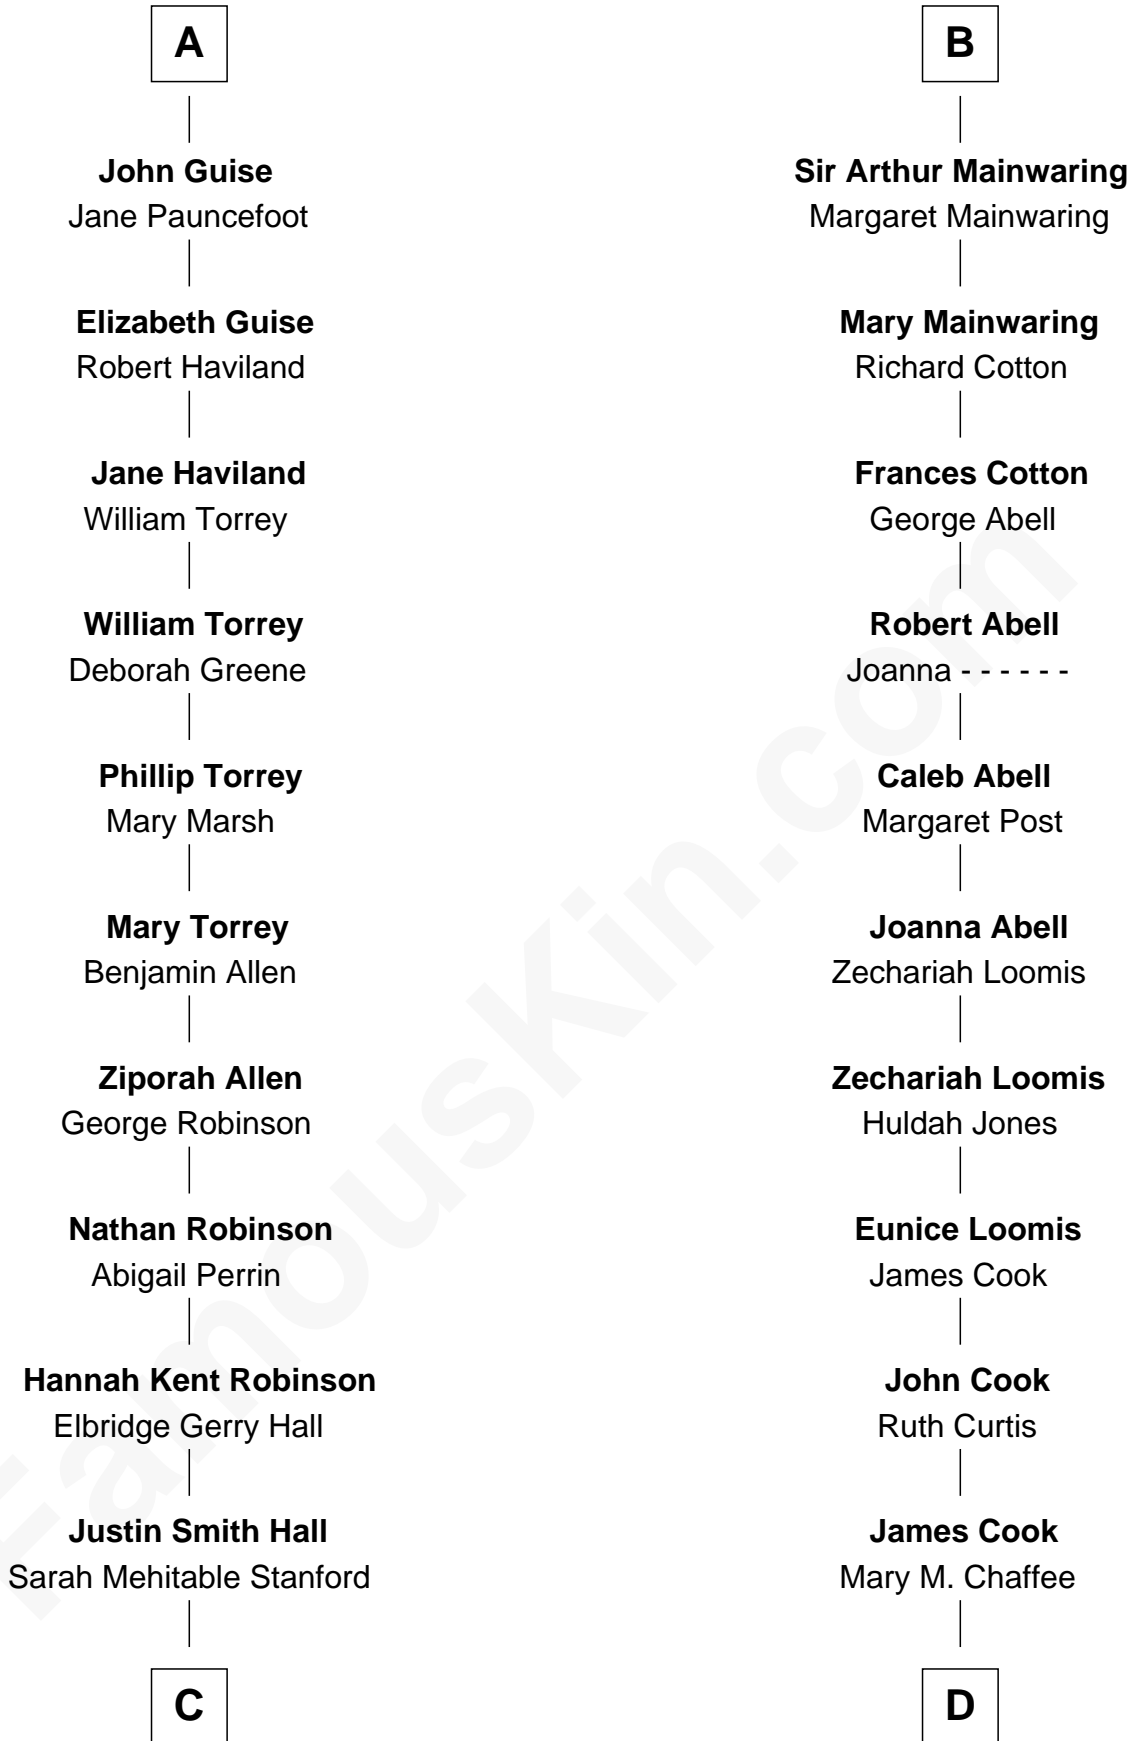 A
John Guise
Jane Pauncefoot
Elizabeth Guise
Robert Haviland
Jane Haviland
William Torrey
William Torrey
Deborah Greene
Phillip Torrey
Mary Marsh
Mary Torrey
Benjamin Allen
Ziporah Allen
George Robinson
Nathan Robinson
Abigail Perrin
Hannah Kent Robinson
Elbridge Gerry Hall
Justin Smith Hall
Sarah Mehitable Stanford
C
B
Sir Arthur Mainwaring
Margaret Mainwaring
Mary Mainwaring
Richard Cotton
Frances Cotton
George Abell
Robert Abell
Joanna - - - - - -
Caleb Abell
Margaret Post
Joanna Abell
Zechariah Loomis
Zechariah Loomis
Huldah Jones
Eunice Loomis
James Cook
John Cook
Ruth Curtis
James Cook
Mary M. Chaffee
D
FamousKin.com